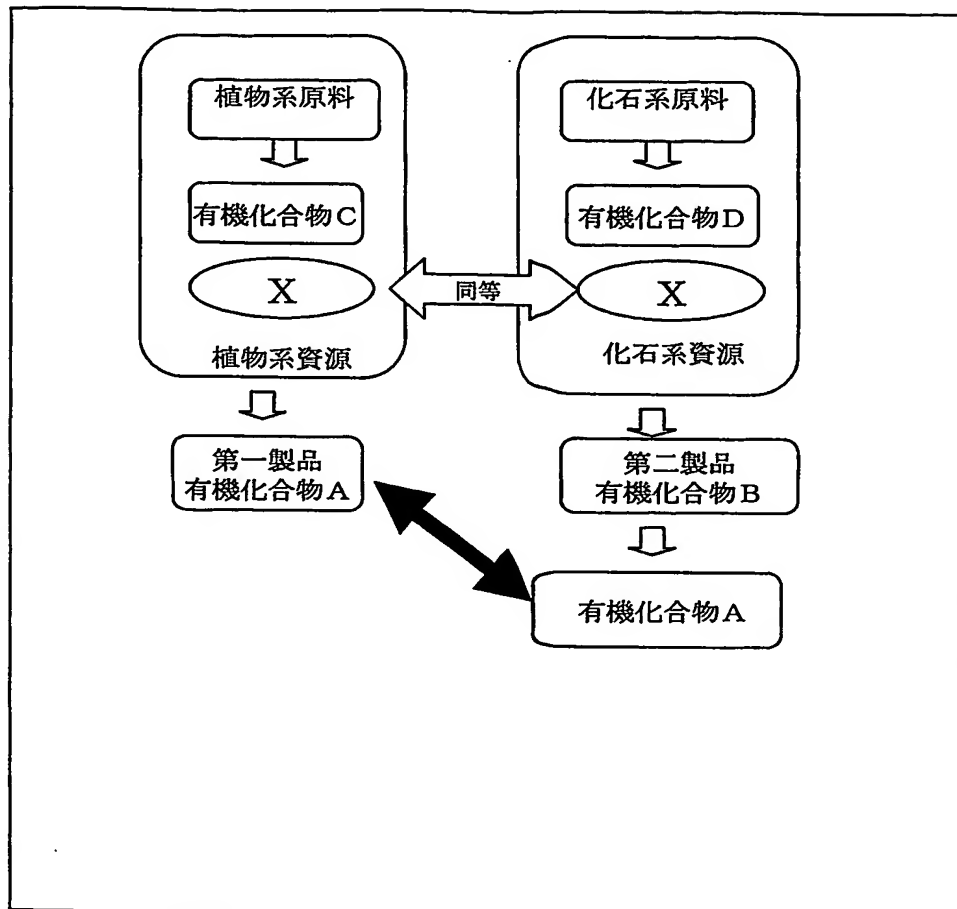 植物系原料
有機化合物C
X
植物系資源
同等
化石系原料
有機化合物D
X
化石系資源
第一製品
有機化合物A
第二製品
有機化合物B
有機化合物A